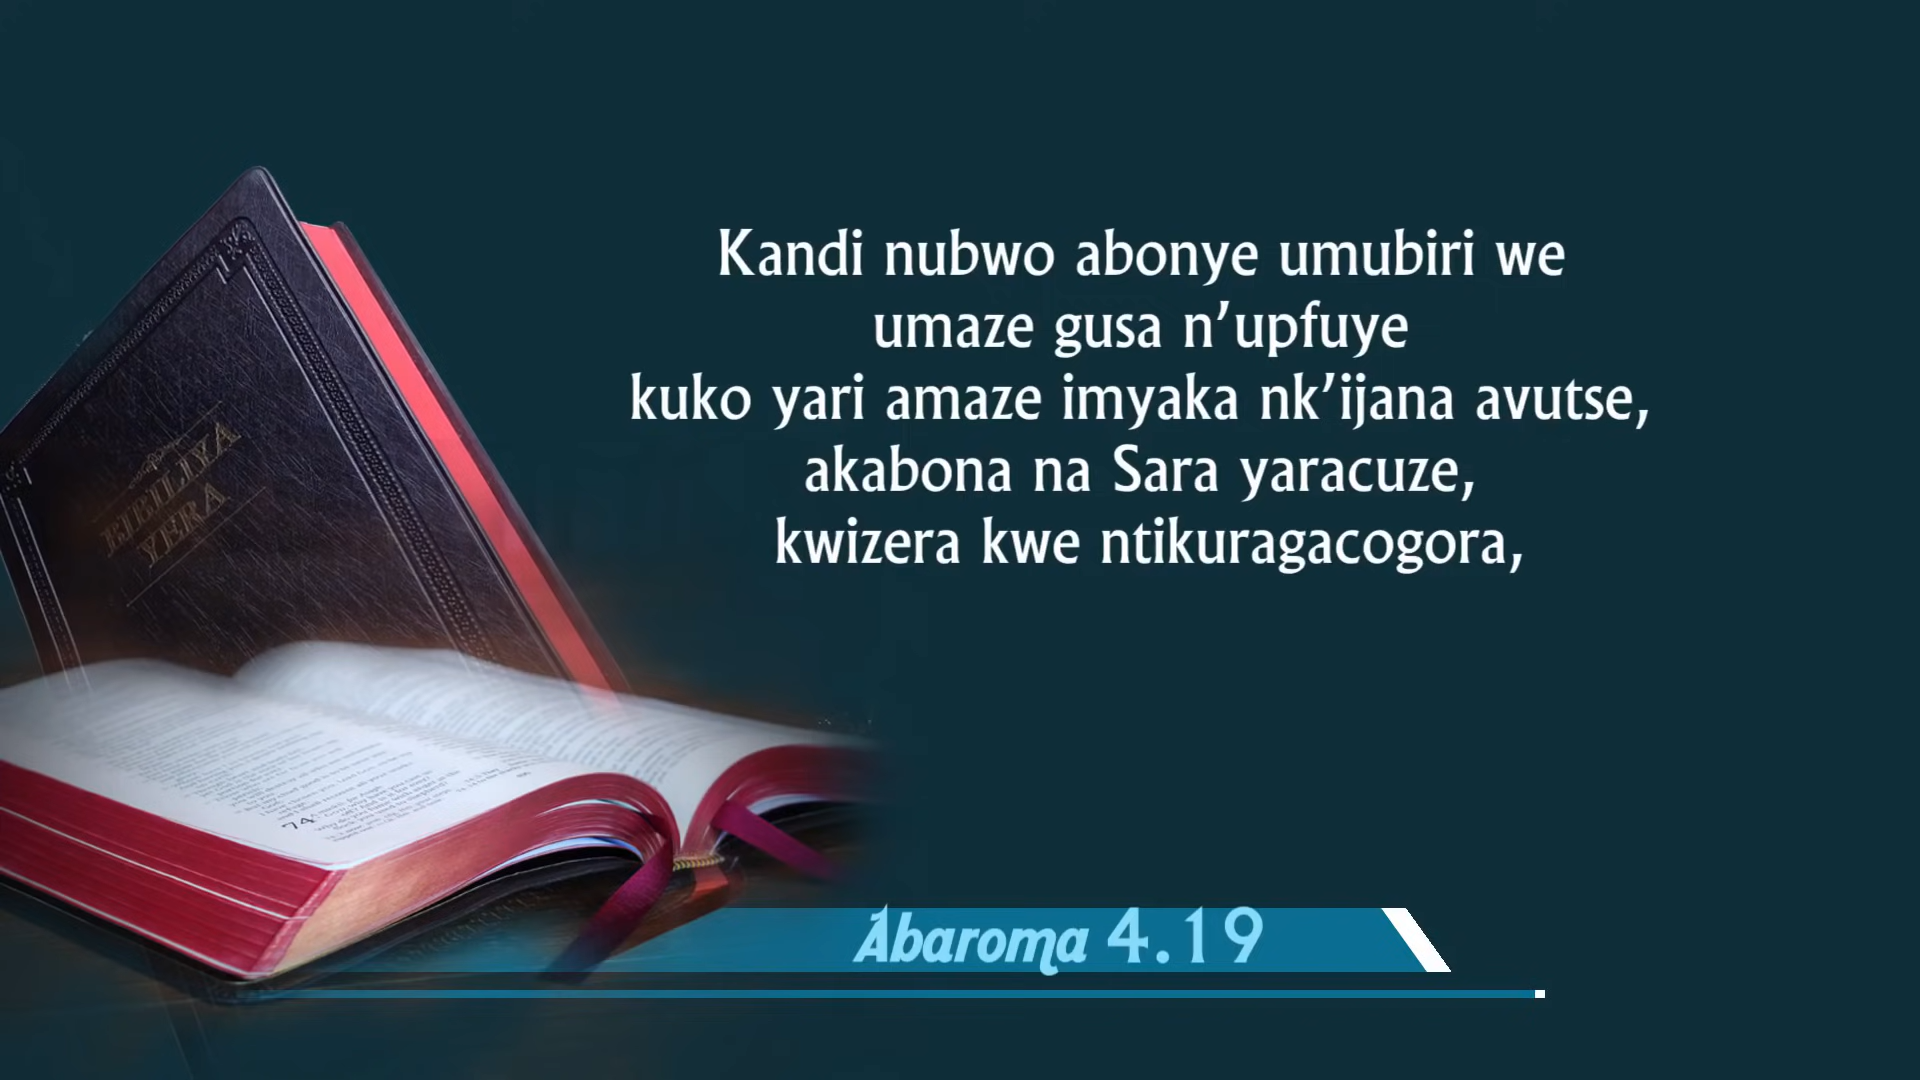 Kandi nubwo abonye umubiri we
umaze gusa n’upfuye
kuko yari amaze imyaka nk’ijana avutse,
akabona na Sara yaracuze,
kwizera kwe ntikuragacogora,
BIBILIYA
YERA
74
Abaroma 4.19